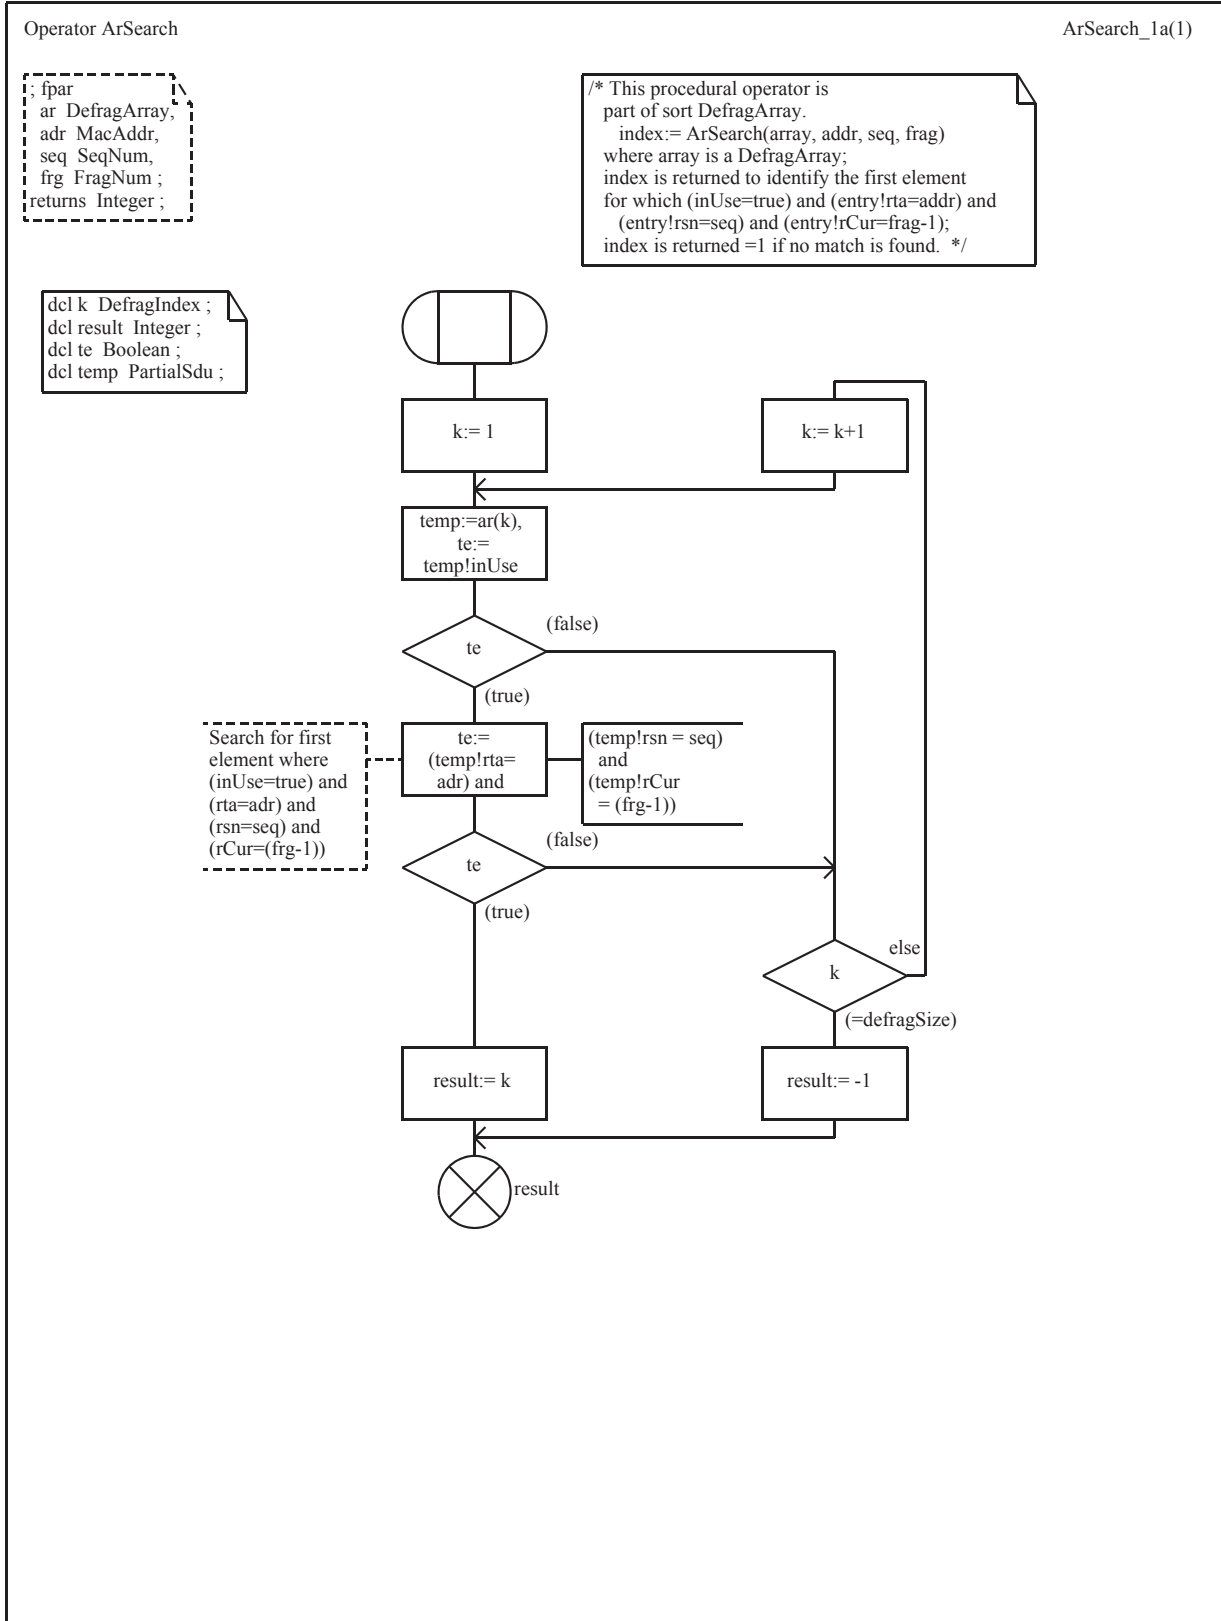 Operator ArSearch
ArSearch_1a(1)
; fpar
ar DefragArray,
adr MacAddr,
seq SeqNum,
frg FragNum ;
returns Integer ;
/* This procedural operator is
part of sort DefragArray.
index:= ArSearch(array, addr, seq, frag)
where array is a DefragArray;
index is returned to identify the first element
for which (inUse=true) and (entry!rta=addr) and
(entry!rsn=seq) and (entry!rCur=frag-1);
index is returned =1 if no match is found. */
dcl k DefragIndex ;
dcl result Integer ;
dcl te Boolean ;
dcl temp PartialSdu ;
k:= 1
k:= k+1
temp:=ar(k),
te:=
temp!inUse
(false)
te
(true)
Search for first
element where
(inUse=true) and
(rta=adr) and
(rsn=seq) and
(rCur=(frg-1))
te:=
(temp!rta=
adr) and
(temp!rsn = seq)
and
(temp!rCur
= (frg-1))
(false)
te
(true)
else
k
(=defragSize)
result:= k
result:= -1
result